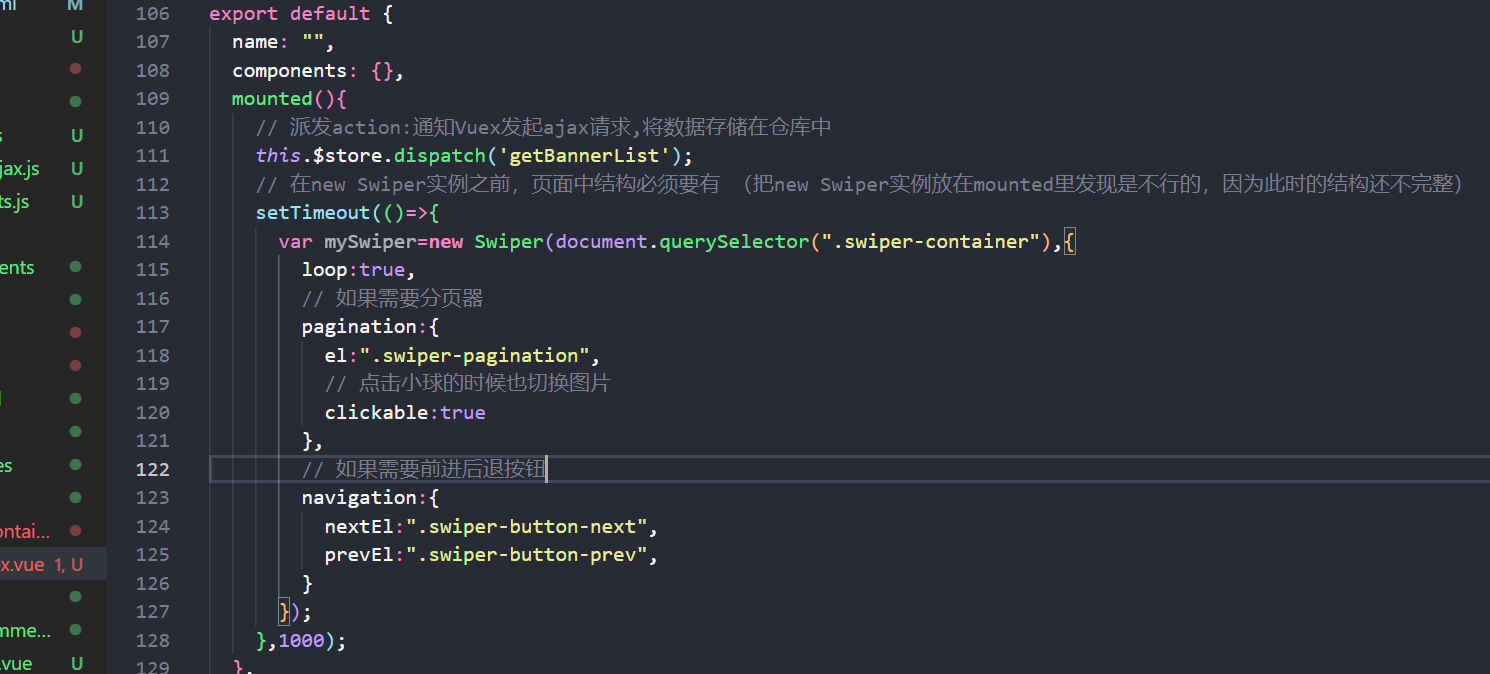 106 export default {
107 name: "",
108 components: {},
109 mounted(){
110 // 派发action:通知Vuex发起ajax请求,将数据存储在仓库中
111 this.$store.dispatch('getBannerList');
112 // 在new Swiper实例之前，页面中结构必须要有 （把new Swiper实例放在mounted里发现是不行的，因为此时的结构还不完整）
113 setTimeout(()=>{
114 var mySwiper=new Swiper(document.querySelector(".swiper-container"),{
115 loop:true,
116 // 如果需要分页器
117 pagination:{
118 el:".swiper-pagination",
119 // 点击小球的时候也切换图片
120 clickable:true
121 },
122 // 如果需要前进后退按钮
123 navigation:{
124 nextEl:".swiper-button-next",
125 prevEl:".swiper-button-prev",
126 }
127 });
128 },1000);
129 },
M
U
U
jax.js U
ts.js U
ents
es
ontai...
x.vue 1, U
mme...
.vue U